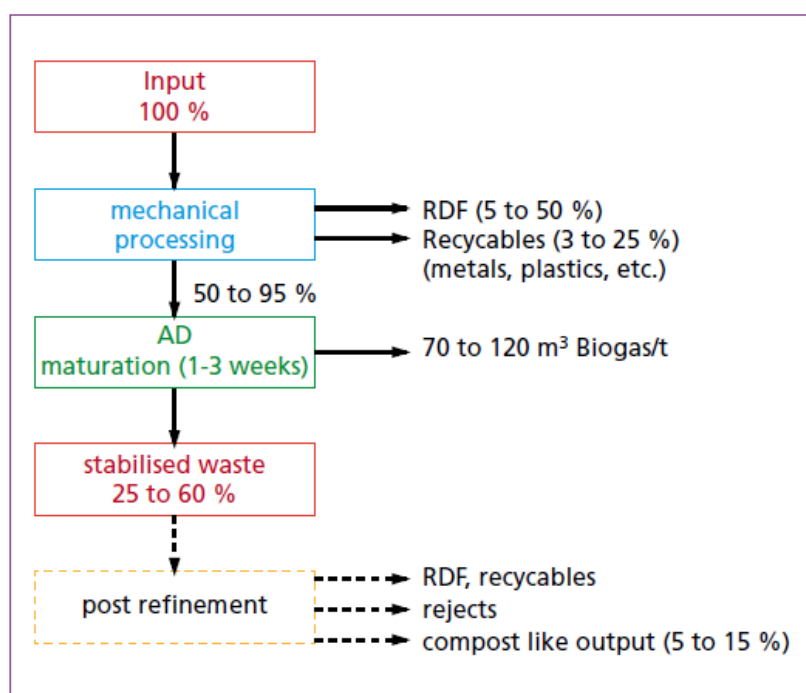 Input
100 %
mechanical
processing
RDF (5 to 50 %)
Recycables (3 to 25 %)
(metals, plastics, etc.)
50 to 95 %
AD
maturation (1-3 weeks)
70 to 120 m³ Biogas/t
stabilised waste
25 to 60 %
post refinement
RDF, recycables
rejects
compost like output (5 to 15 %)